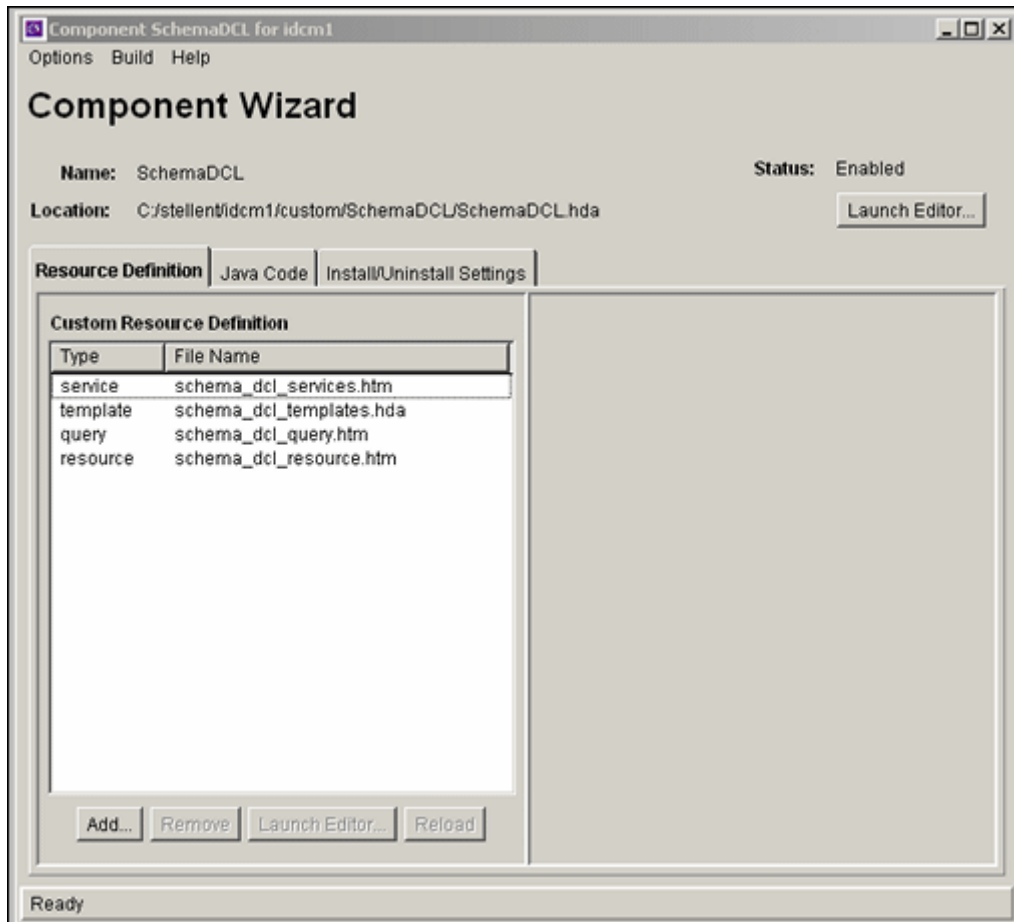 Component SchemaDCL for idcm1
Options Build Help
Component Wizard
Name: SchemaDCL Status: Enabled
Location: C:/stellent/idcm1/custom/SchemaDCL/SchemaDCL.hda Launch Editor...
Resource Definition Java Code Install/Uninstall Settings
Custom Resource Definition
Type File Name
service schema_dcl_services.htm
template schema_dcl_templates.hda
query schema_dcl_query.htm
resource schema_dcl_resource.htm
Add... Remove Launch Editor... Reload
Ready